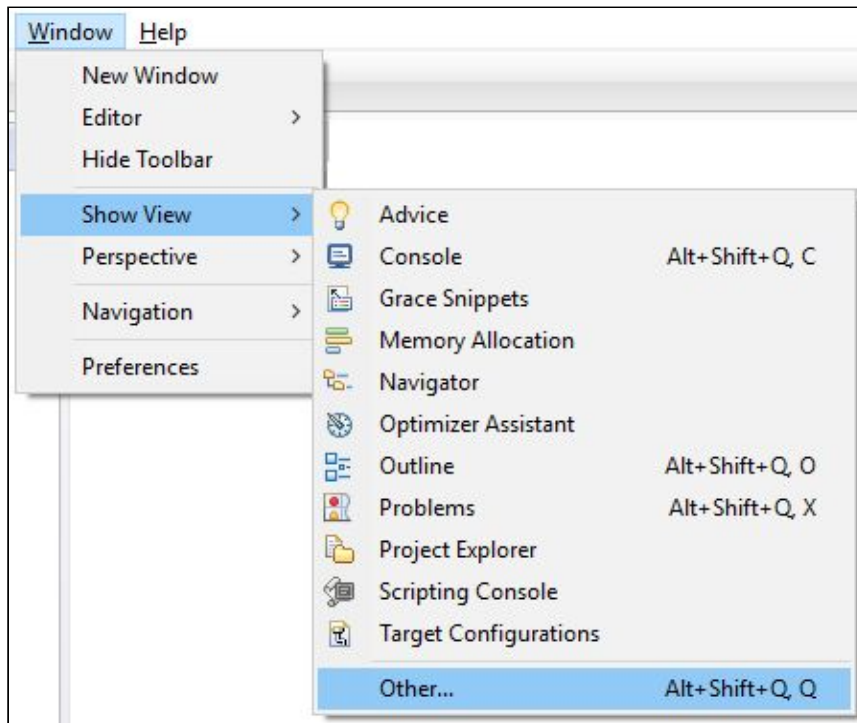 Window Help
New Window
Editor
Hide Toolbar
Show View
Perspective
Navigation
Preferences
Advice
Console Alt+Shift+Q, C
Grace Snippets
Memory Allocation
Navigator
Optimizer Assistant
Outline Alt+Shift+Q, O
Problems Alt+Shift+Q, X
Project Explorer
Scripting Console
Target Configurations
Other... Alt+Shift+Q, Q